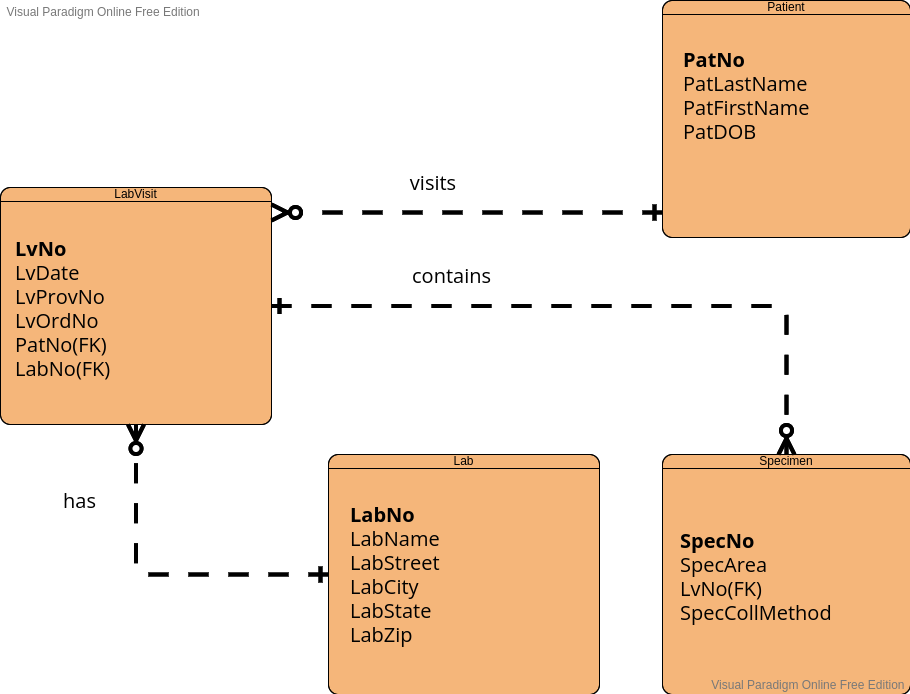 Visual Paradigm Online Free Edition
Patient
PatNo
PatLastName
PatFirstName
PatDOB
visits
LabVisit
LvNo
LvDate
LvProvNo
LvOrdNo
PatNo(FK)
LabNo(FK)
contains
has
Lab
LabNo
LabName
LabStreet
LabCity
LabState
LabZip
Specimen
SpecNo
SpecArea
LvNo(FK)
SpecCollMethod
Visual Paradigm Online Free Edition